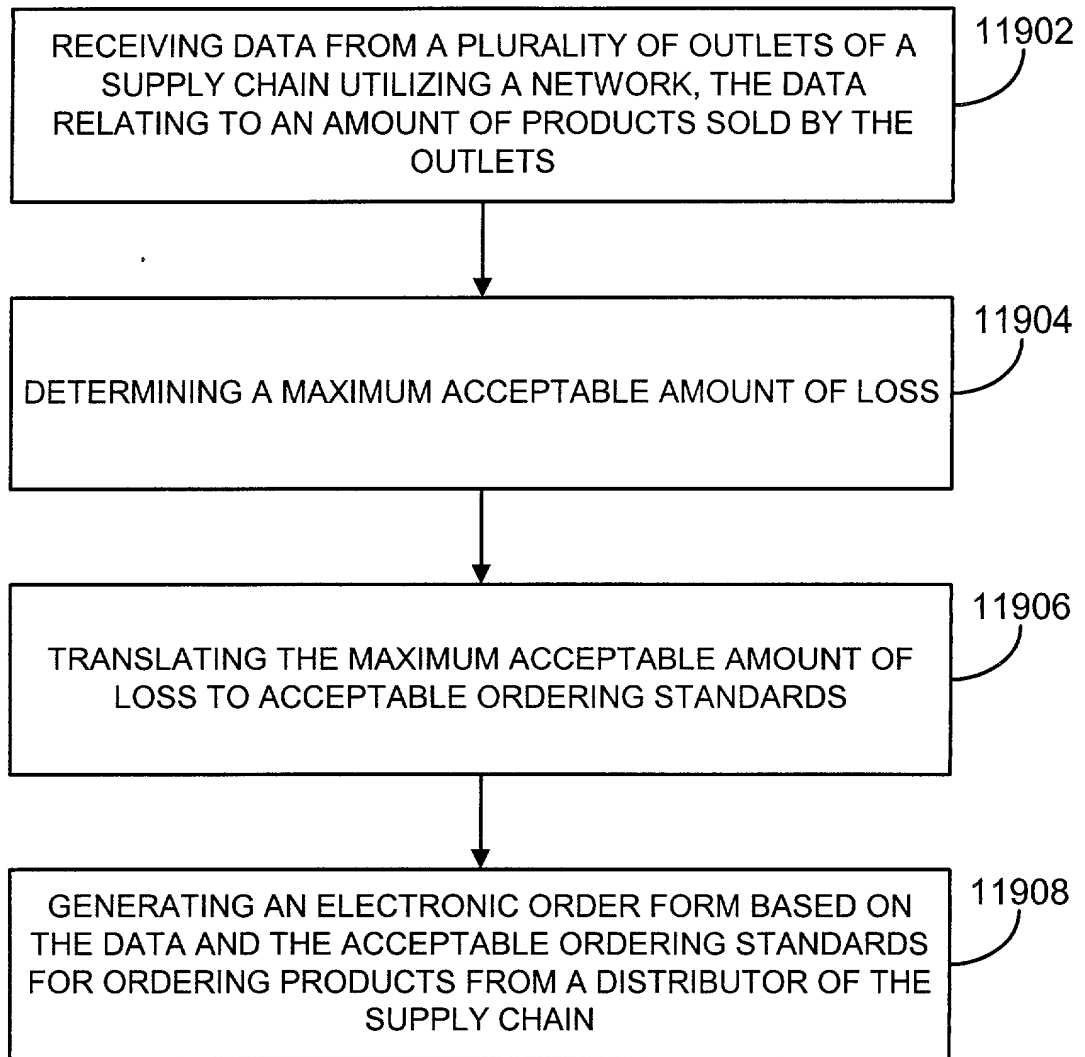 RECEIVING DATA FROM A PLURALITY OF OUTLETS OF A
SUPPLY CHAIN UTILIZING A NETWORK, THE DATA
RELATING TO AN AMOUNT OF PRODUCTS SOLD BY THE
OUTLETS
11902
DETERMINING A MAXIMUM ACCEPTABLE AMOUNT OF LOSS
11904
TRANSLATING THE MAXIMUM ACCEPTABLE AMOUNT OF
LOSS TO ACCEPTABLE ORDERING STANDARDS
11906
GENERATING AN ELECTRONIC ORDER FORM BASED ON
THE DATA AND THE ACCEPTABLE ORDERING STANDARDS
FOR ORDERING PRODUCTS FROM A DISTRIBUTOR OF THE
SUPPLY CHAIN
11908